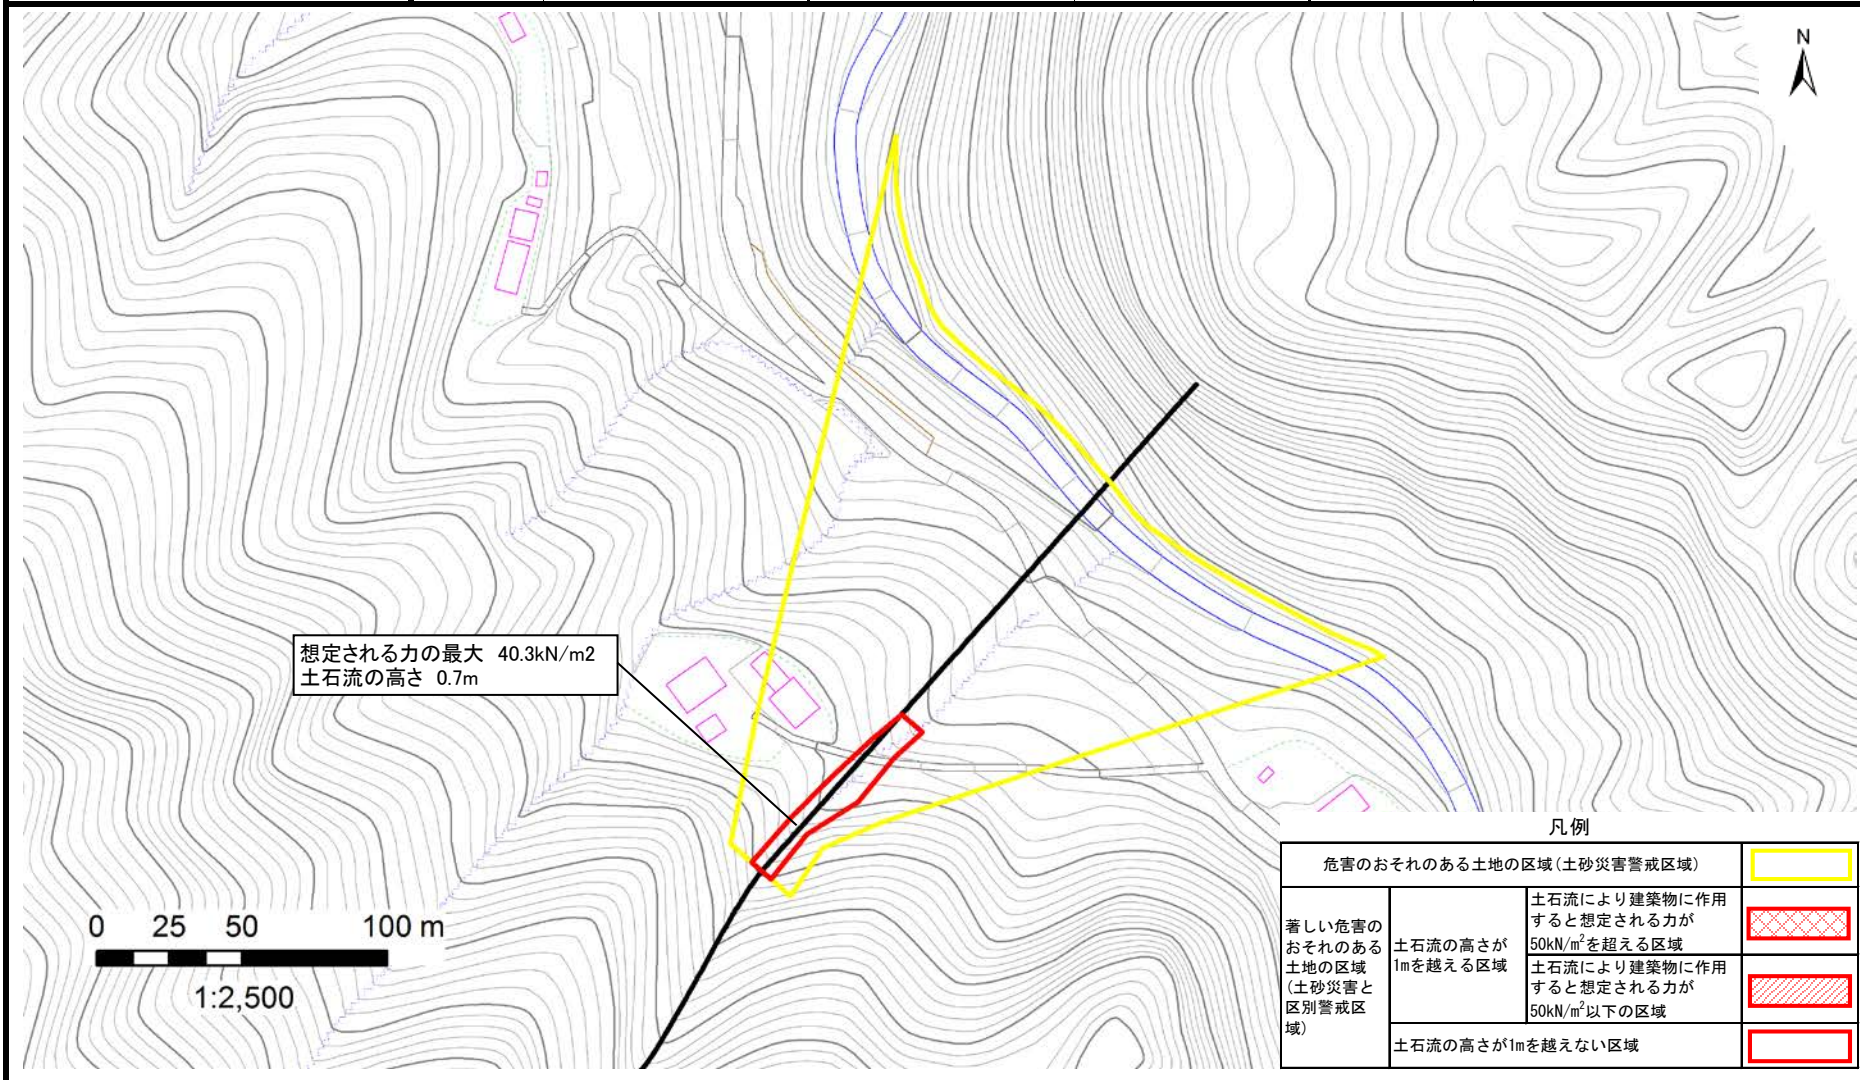 N
想定される力の最大 40.3kN/m2
土石流の高さ 0.7m
0 25 50 100 m
1:2,500
凡例
危害のおそれのある土地の区域(土砂災害警戒区域)
著しい危害の
おそれのある
土地の区域
(土砂災害と
区別警戒区
域)
土石流の高さが
1mを越える区域
土石流により建築物に作用
すると想定される力が
50kN/m²を超える区域
土石流により建築物に作用
すると想定される力が
50kN/m²以下の区域
土石流の高さが1mを越えない区域